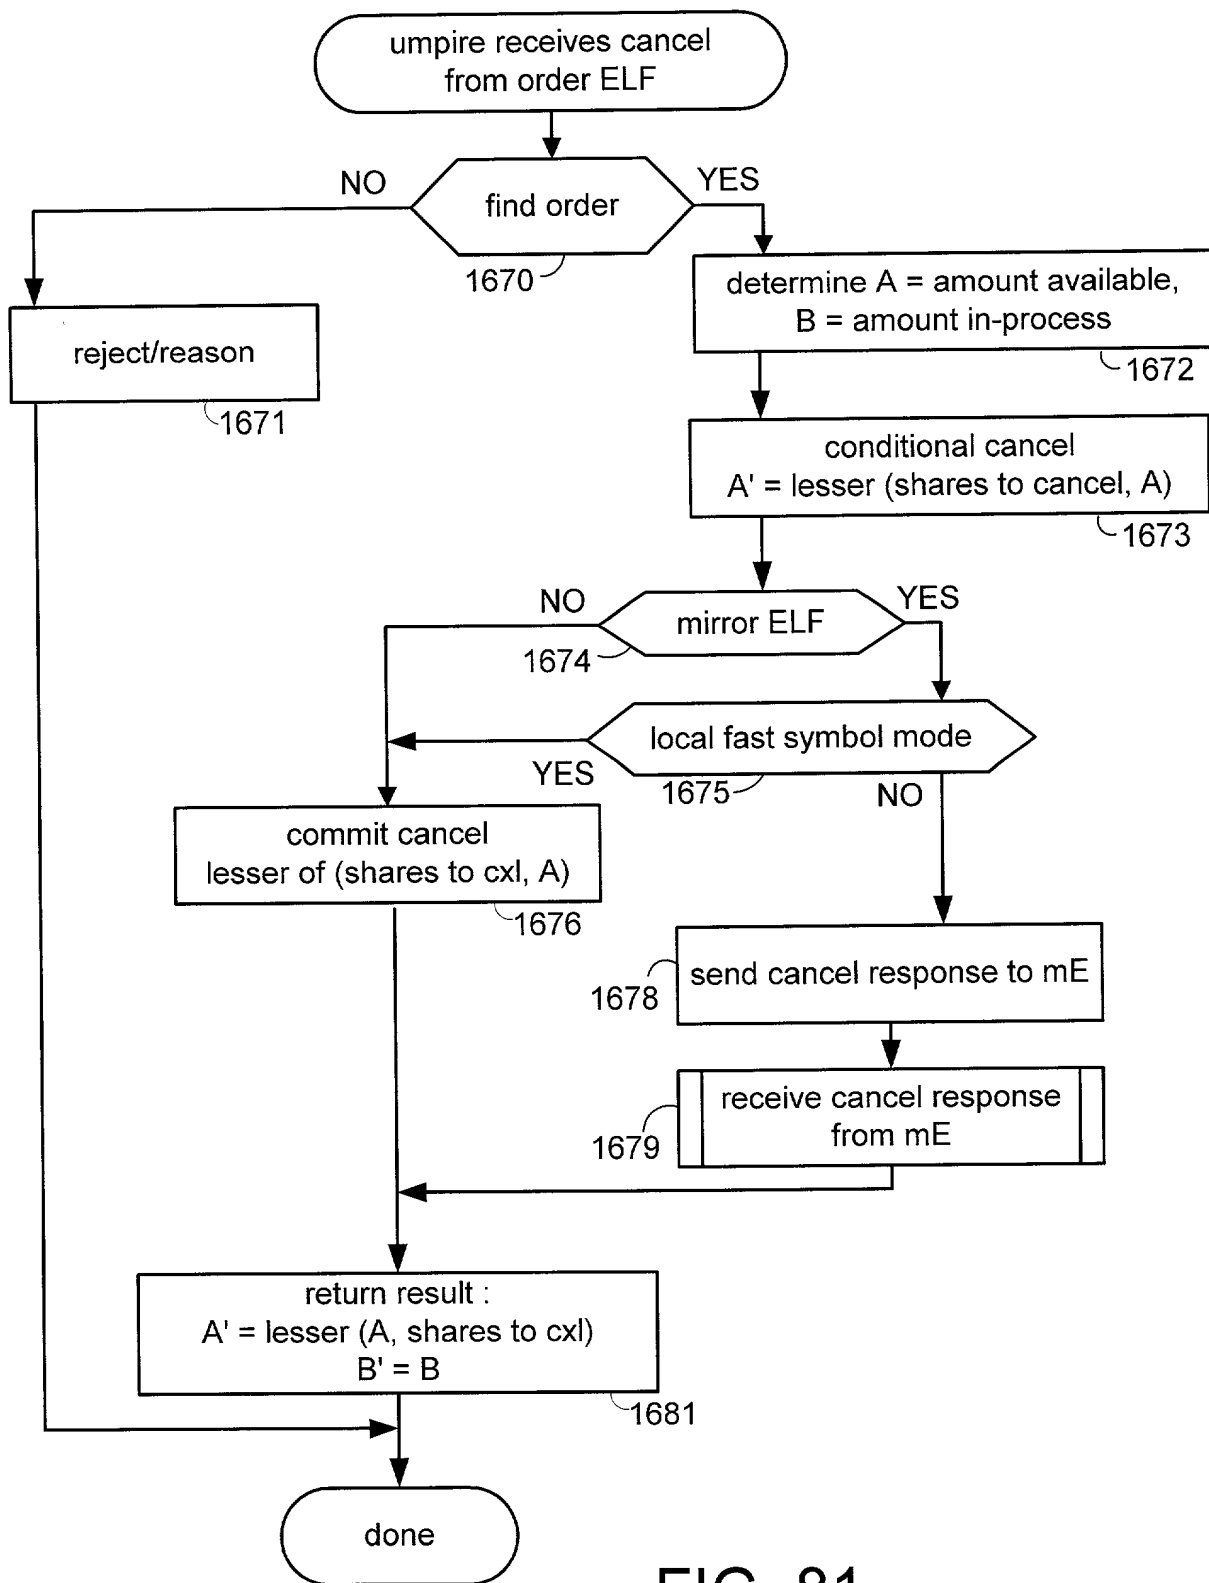 umpire receives cancel
from order ELF
NO
YES
find order
1670
determine A = amount available,
B = amount in-process
1672
reject/reason
1671
conditional cancel
A' = lesser (shares to cancel, A)
1673
NO
YES
mirror ELF
1674
local fast symbol mode
YES
1675
NO
commit cancel
lesser of (shares to cxl, A)
1676
send cancel response to mE
1678
receive cancel response
from mE
1679
return result :
A' = lesser (A, shares to cxl)
B' = B
1681
done
FIG. 81